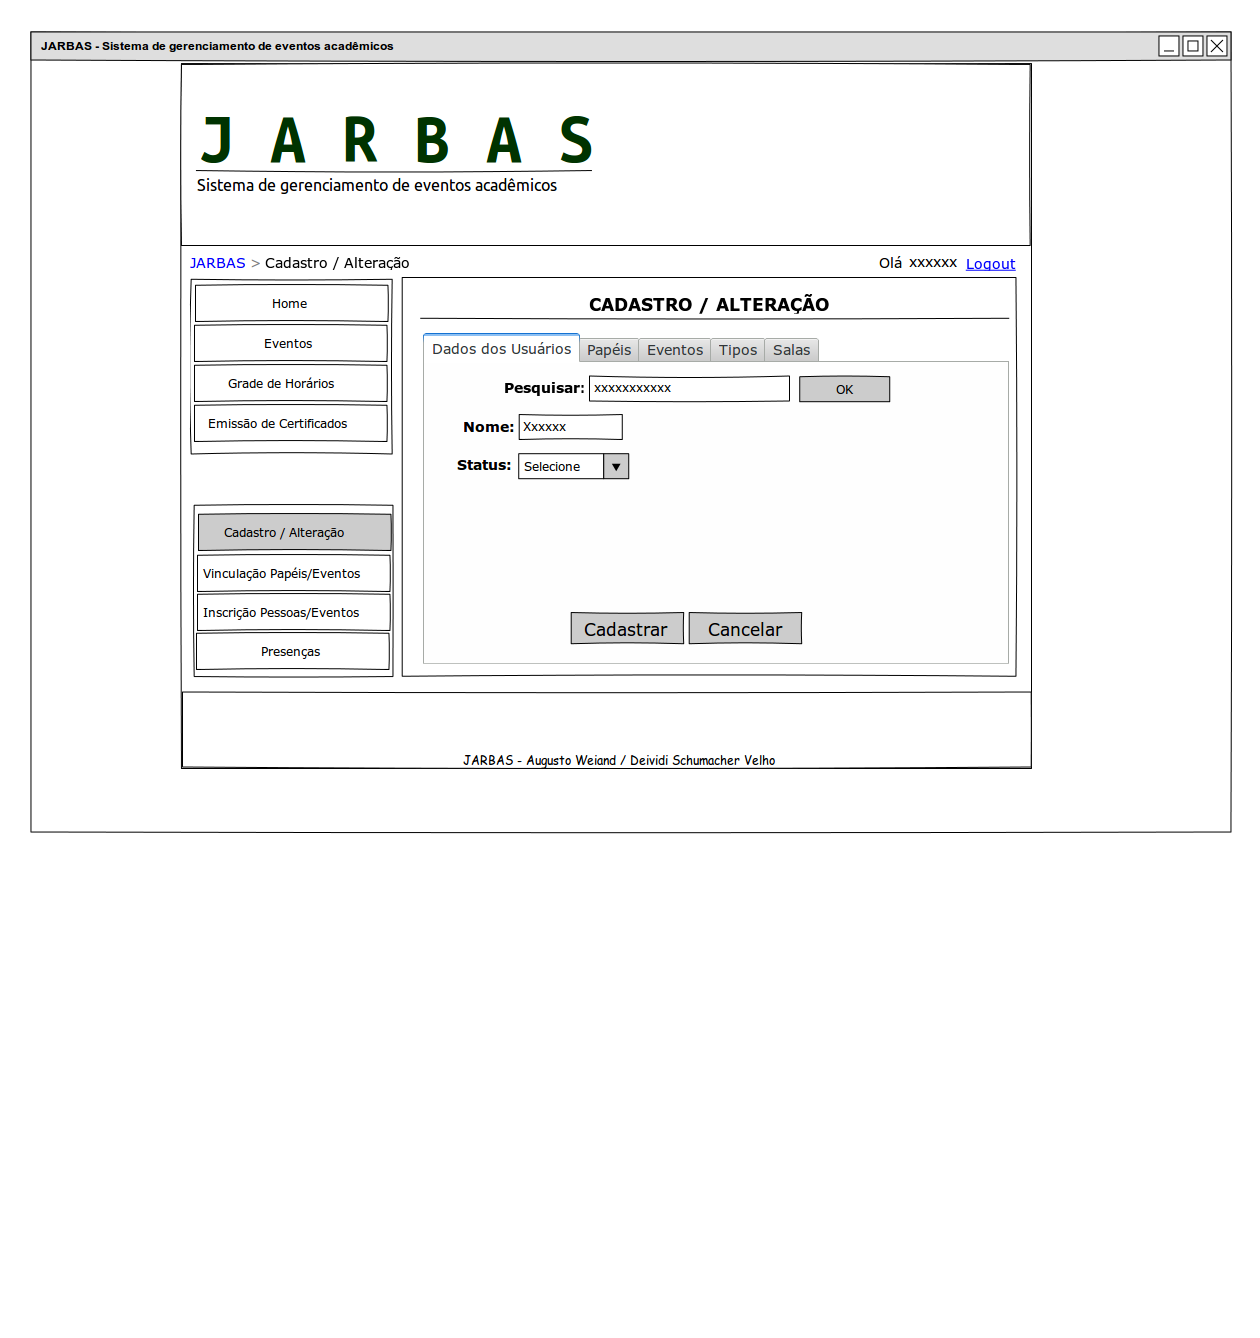 JARBAS - Sistema de gerenciamento de eventos acadêmicos
J A R B A S
Sistema de gerenciamento de eventos acadêmicos
JARBAS > Cadastro / Alteração
Olá xxxxxx Logout
Home
Eventos
Grade de Horários
Emissão de Certificados
Cadastro / Alteração
Vinculação Papéis/Eventos
Inscrição Pessoas/Eventos
Presenças
CADASTRO / ALTERAÇÃO
Dados dos Usuários Papéis Eventos Tipos Salas
Pesquisar: xxxxxxxxxxx OK
Nome: Xxxxxx
Status: Selecione
Cadastrar Cancelar
JARBAS - Augusto Weiand / Deividi Schumacher Velho